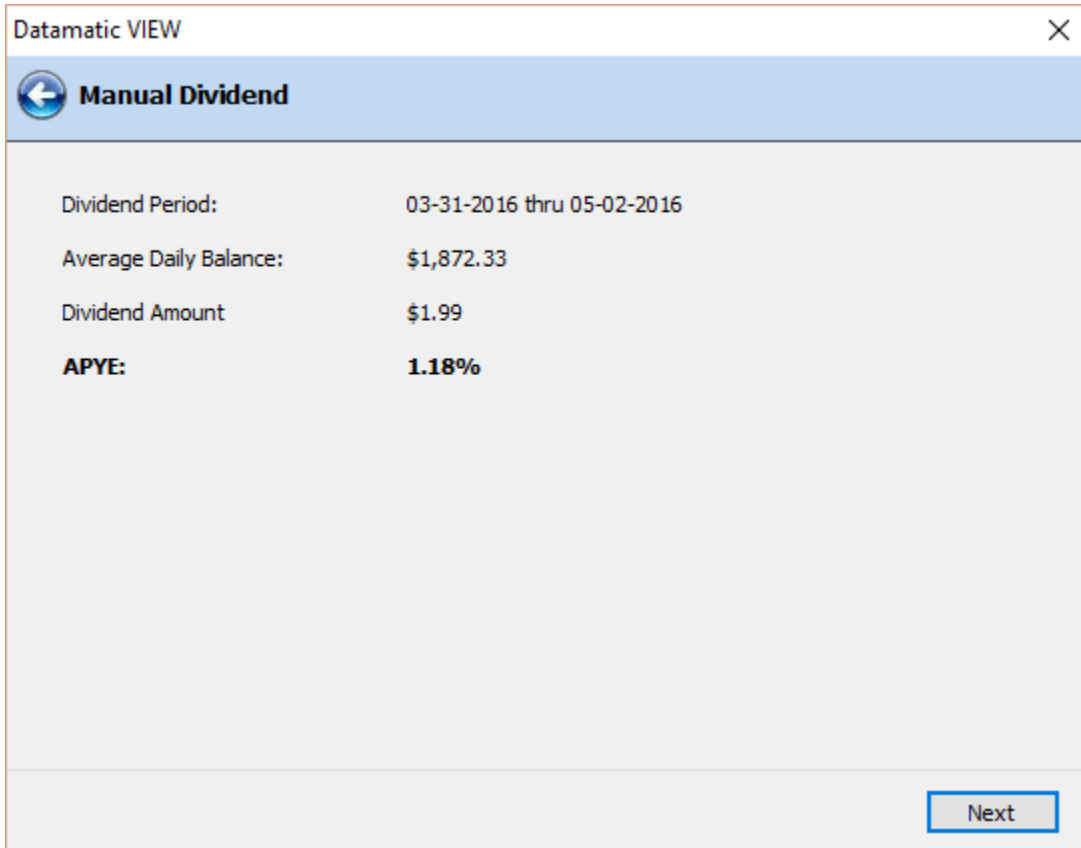 Datamatic VIEW
Manual Dividend
Dividend Period: 03-31-2016 thru 05-02-2016
Average Daily Balance: $1,872.33
Dividend Amount $1.99
APYE: 1.18%
Next